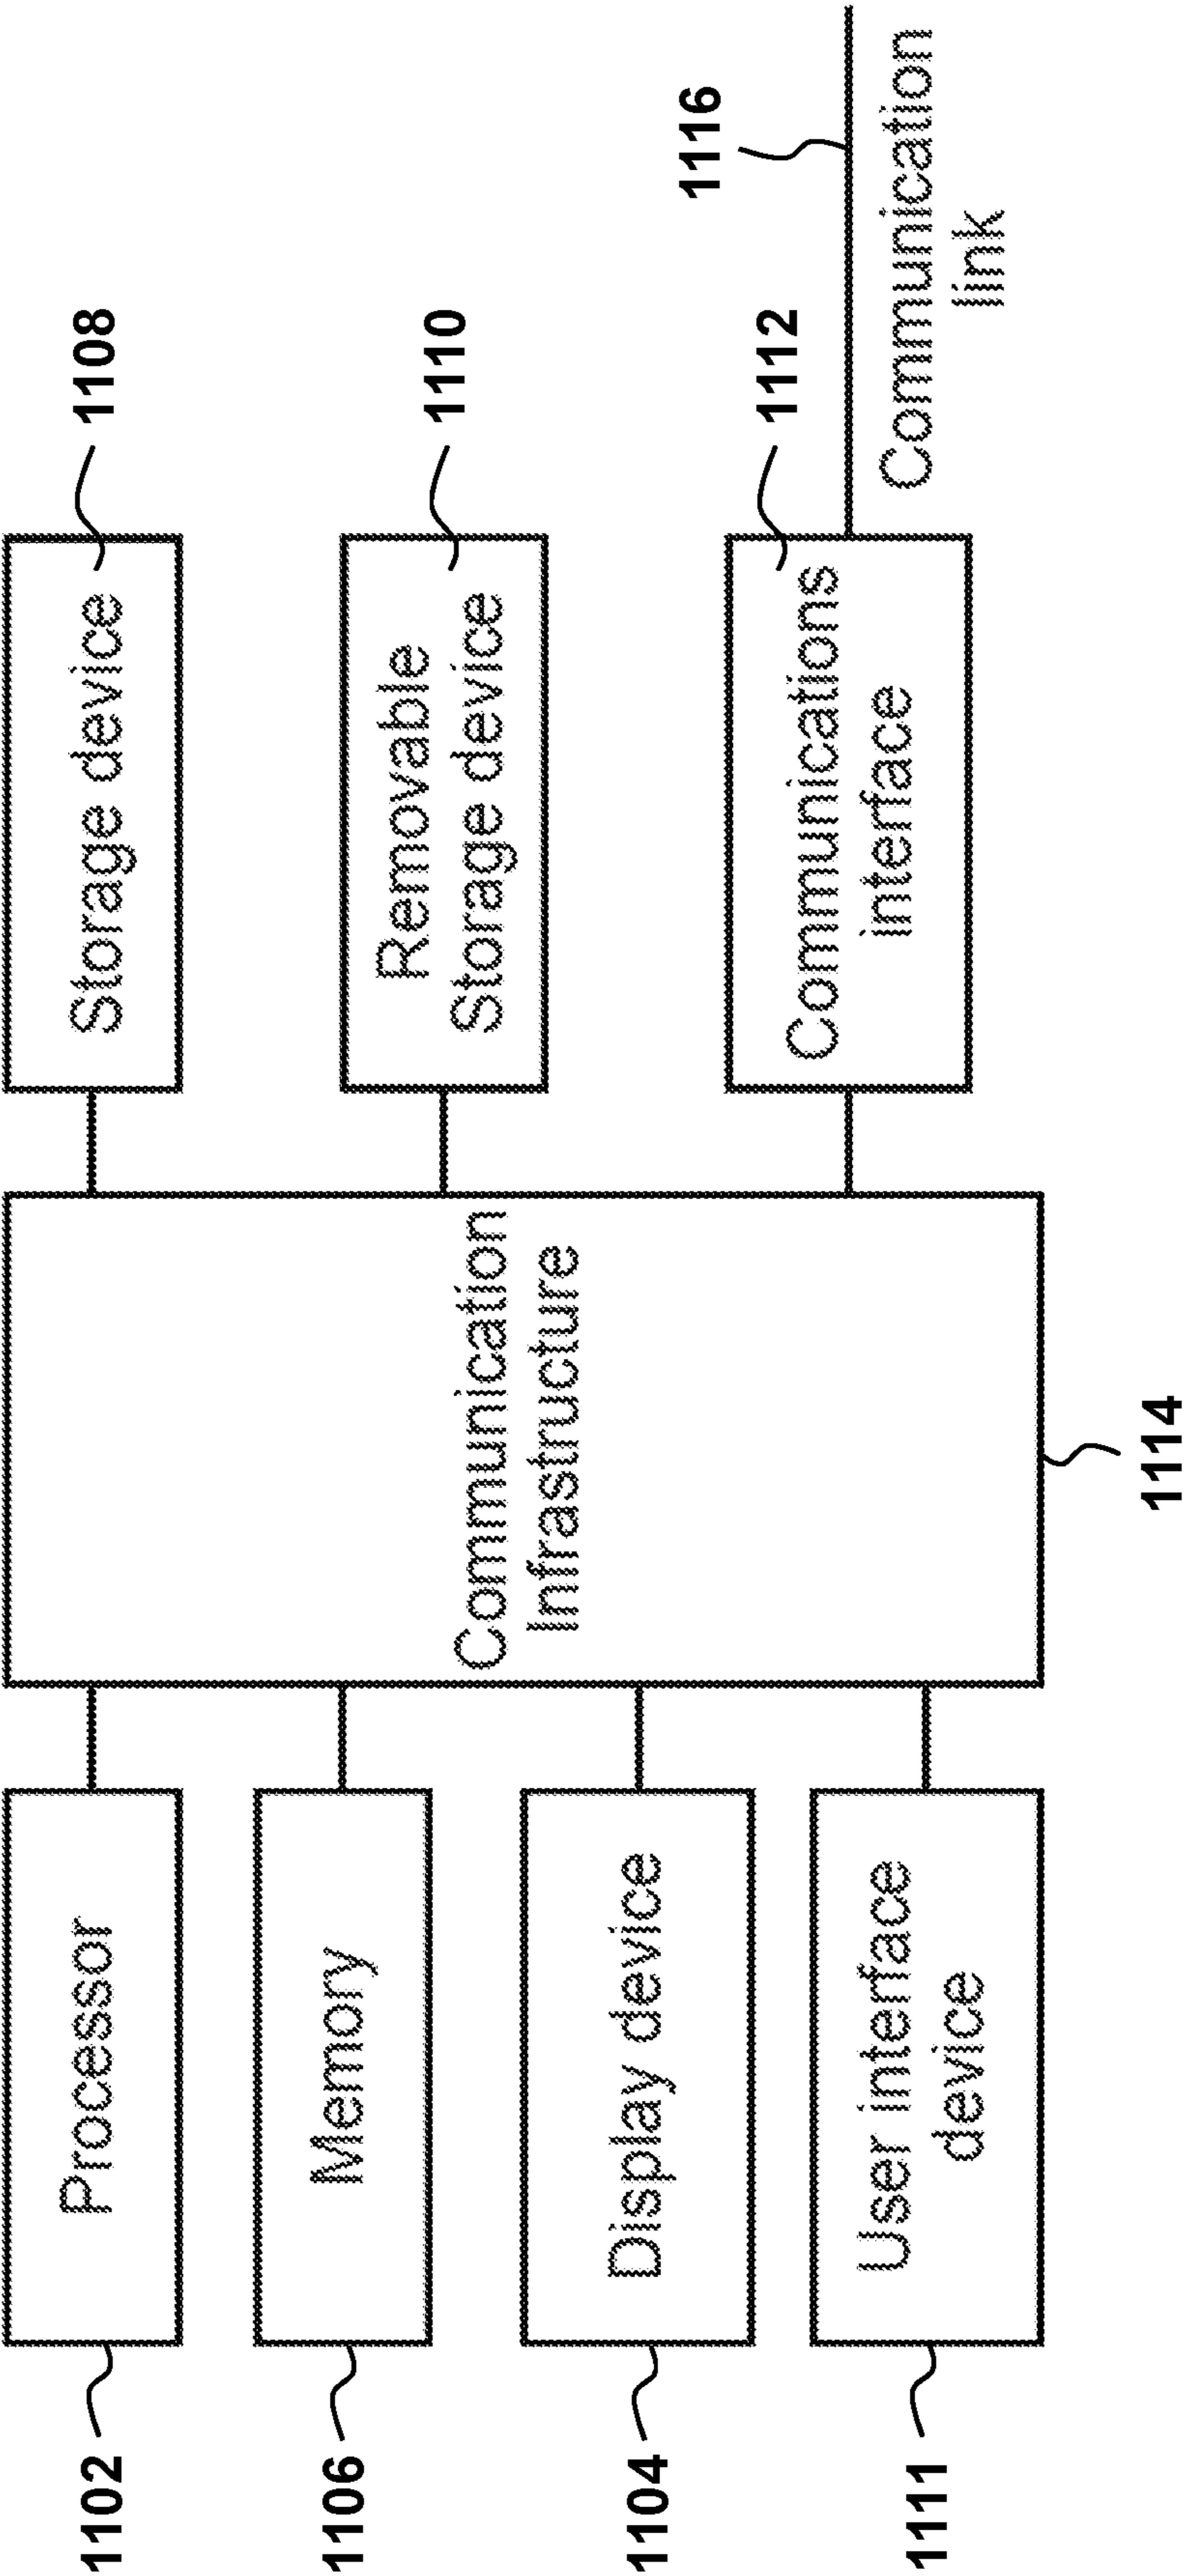 1102
Processor
1106
Memory
1104
Display device
1111
User interface
device
Communication
Infrastructure
1114
Storage device
1108
Removable
Storage device
1110
Communications
interface
1112
1116
Communication
link